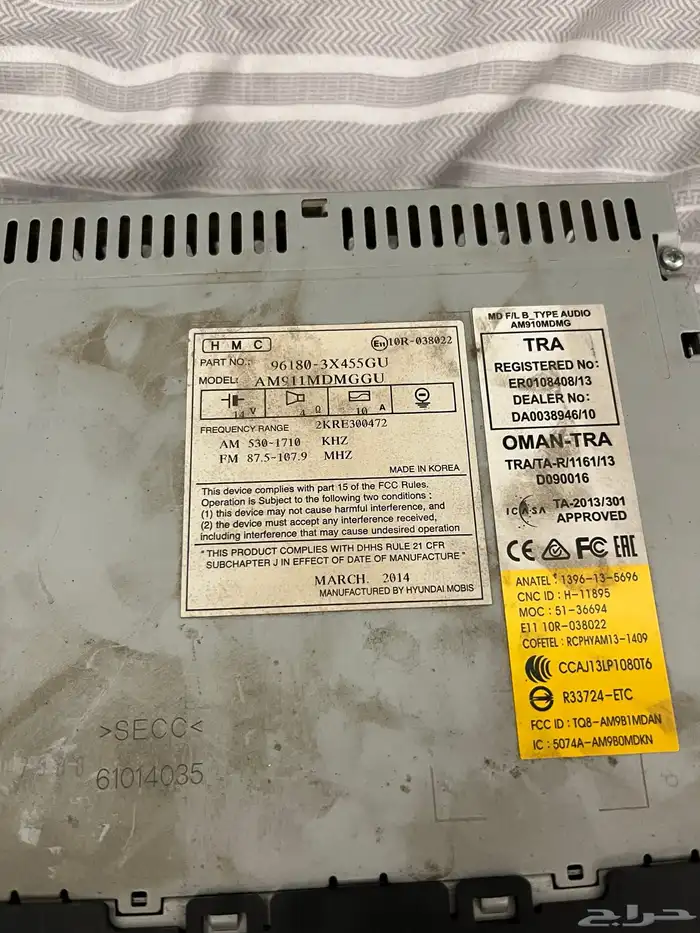 HMC
E11 10R-038022
PART NO.: 96180-3X455GU
MODEL: AM911MDMGGU
14 V 4 Ω 10 A
FREQUENCY RANGE 2KRE300472
AM 530-1710 KHZ
FM 87.5-107.9 MHZ
MADE IN KOREA
This device complies with part 15 of the FCC Rules.
Operation is Subject to the following two conditions :
(1) this device may not cause harmful interference, and
(2) the device must accept any interference received,
including interference that may cause undesired operation
"THIS PRODUCT COMPLIES WITH DHHS RULE 21 CFR
SUBCHAPTER J IN EFFECT OF DATE OF MANUFACTURE"
MARCH. 2014
MANUFACTURED BY HYUNDAI MOBIS
MD F/L B_TYPE AUDIO
AM910MDMG
TRA
REGISTERED No:
ER0108408/13
DEALER No:
DA0038946/10
OMAN-TRA
TRA/TA-R/1161/13
D090016
ICASA TA-2013/301
APPROVED
CE FC EAC
ANATEL : 1396-13-5696
CNC ID : H-11895
MOC : 51-36694
E11 10R-038022
COFETEL : RCPHYAM13-1409
CCAJ13LP1080T6
R33724-ETC
FCC ID : TQ8-AM9B1MDAN
IC : 5074A-AM9B0MDKN
>SECC<
61014035
حراج